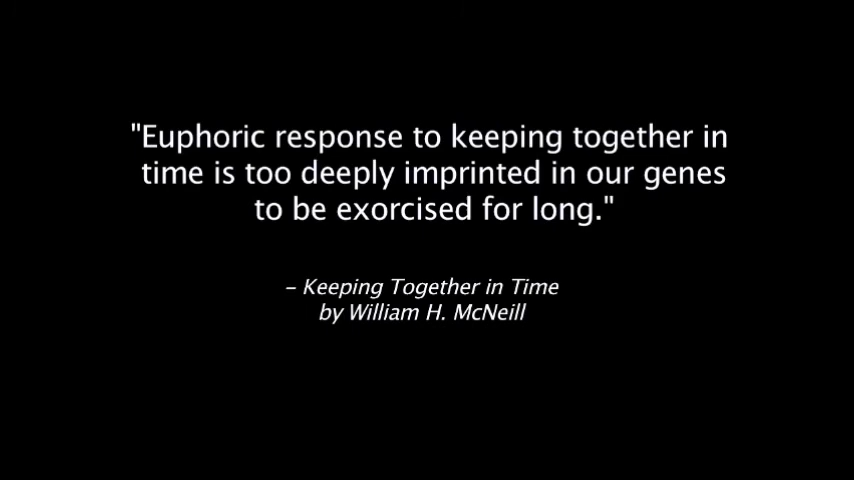 "Euphoric response to keeping together in
time is too deeply imprinted in our genes
to be exorcised for long."
– Keeping Together in Time
by William H. McNeill